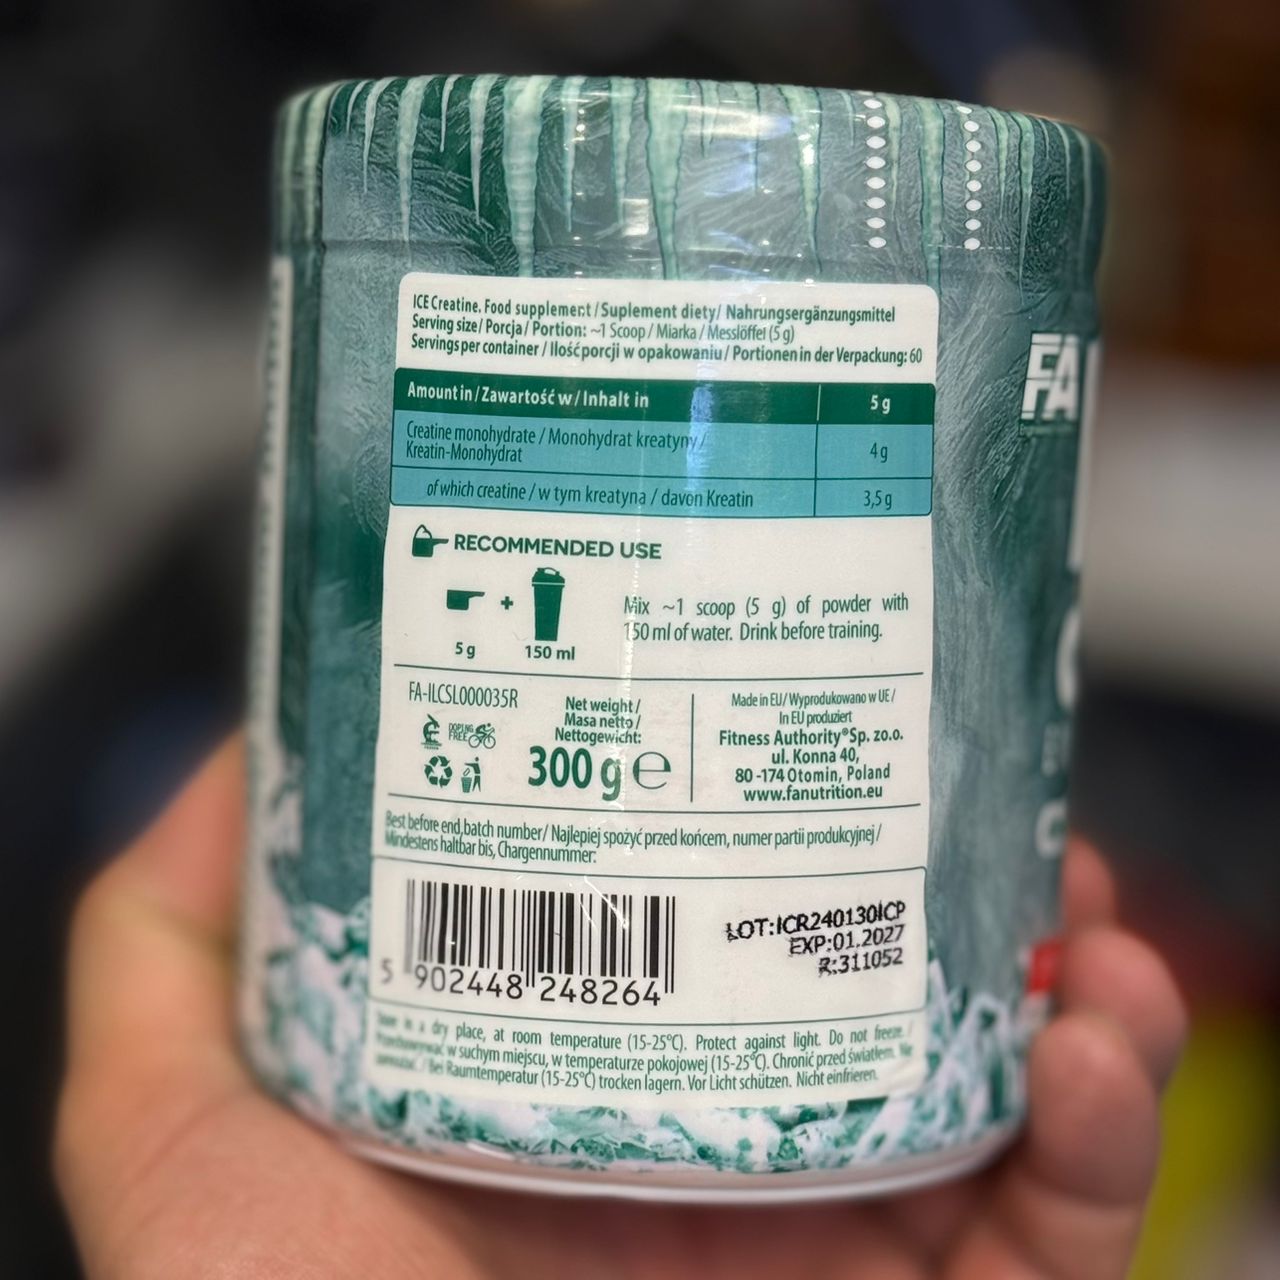 ICE Creatine. Food supplement / Suplement diety/ Nahrungsergänzungsmittel
Serving size / Porcja / Portion: ~1 Scoop / Miarka / Messlöffel (5 g)
Servings per container / Ilość porcji w opakowaniu / Portionen in der Verpackung: 60
Amount in / Zawartość w / Inhalt in 5 g
Creatine monohydrate / Monohydrat kreatyny /
Kreatin-Monohydrat 4 g
of which creatine / w tym kreatyna / davon Kreatin 3,5 g
FA
RECOMMENDED USE
+
5 g 150 ml
Mix ~1 scoop (5 g) of powder with
150 ml of water. Drink before training.
FA-ILCSL000035R
DOPING
FREE
Net weight /
Masa netto /
Nettogewicht:
300 g e
Made in EU/ Wyprodukowano w UE /
In EU produziert
Fitness Authority® Sp. zo.o.
ul. Konna 40,
80 -174 Otomin, Poland
www.fanutrition.eu
Best before end, batch number/ Najlepiej spożyć przed końcem, numer partii produkcyjnej /
Mindestens haltbar bis, Chargennummer:
5 902448 248264
LOT:ICR240130ICP
EXP:01.2027
R:311052
in a dry place, at room temperature (15-25°C). Protect against light. Do not freeze. /
w suchym miejscu, w temperaturze pokojowej (15-25°C). Chronić przed światłem. Nie
/ Bei Raumtemperatur (15-25°C) trocken lagern. Vor Licht schützen. Nicht einfrieren.